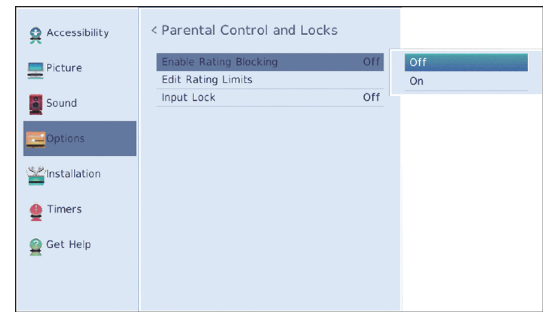 Accessibility
Picture
Sound
Options
Installation
Timers
Get Help
< Parental Control and Locks
Enable Rating Blocking Off
Edit Rating Limits
Input Lock Off
Off
On